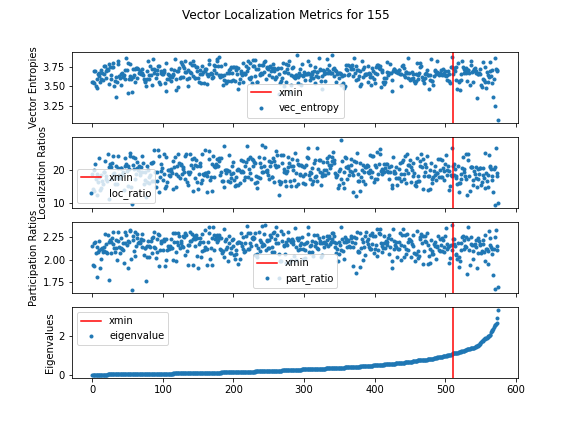 Vector Localization Metrics for 155
Vector Entropies
3.75
3.50
3.25
xmin
vec_entropy
Localization Ratios
20
10
xmin
loc_ratio
Participation Ratios
2.25
2.00
1.75
xmin
part_ratio
Eigenvalues
2
0
xmin
eigenvalue
0 100 200 300 400 500 600